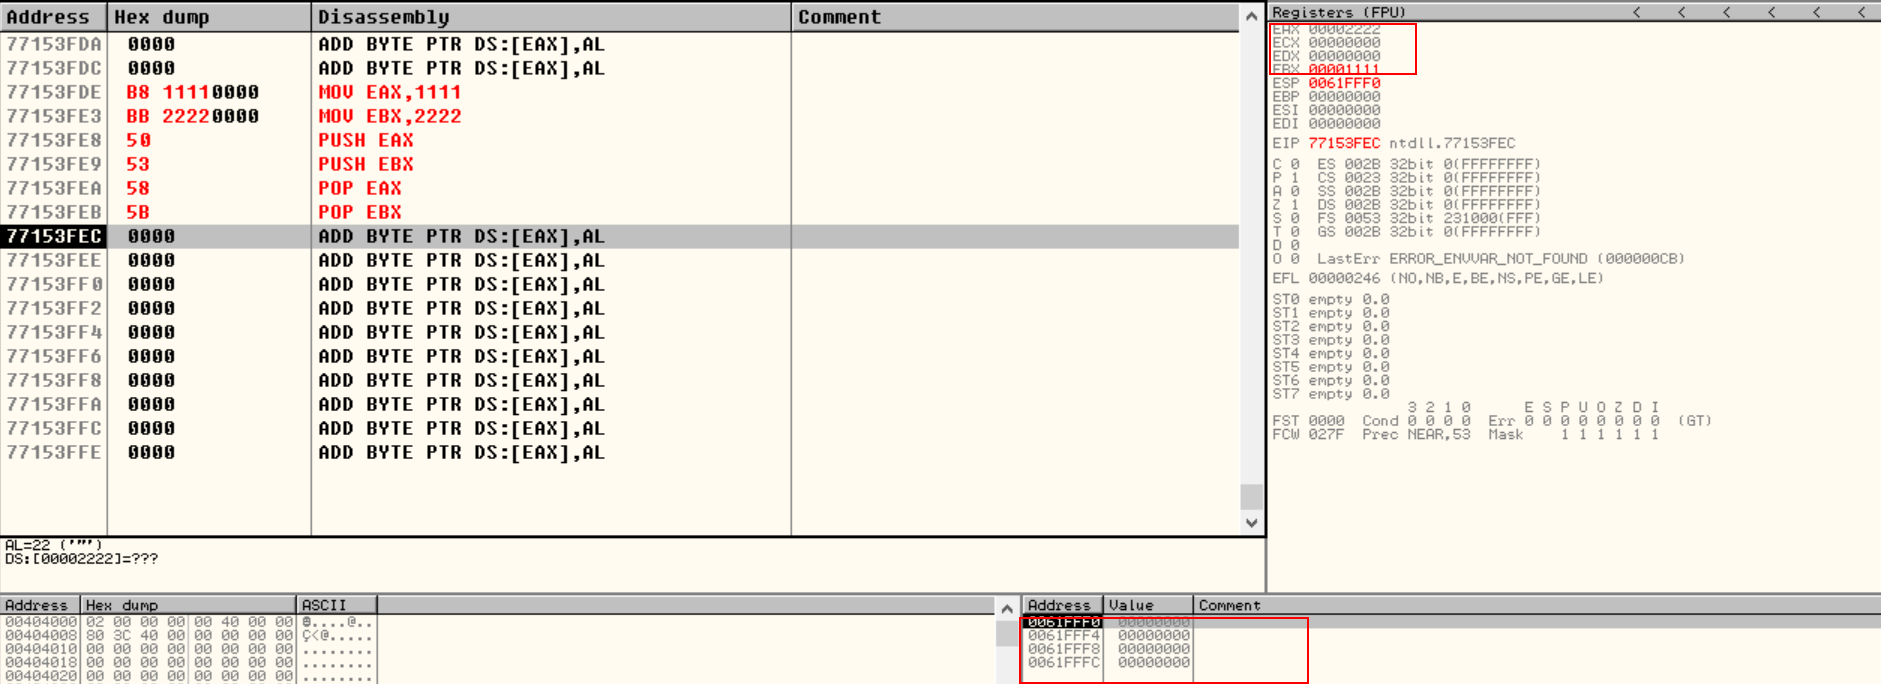 Address Hex dump Disassembly Comment
77153FDA 0000 ADD BYTE PTR DS:[EAX],AL
77153FDC 0000 ADD BYTE PTR DS:[EAX],AL
77153FDE B8 11110000 MOV EAX,1111
77153FE3 BB 22220000 MOV EBX,2222
77153FE8 50 PUSH EAX
77153FE9 53 PUSH EBX
77153FEA 58 POP EAX
77153FEB 5B POP EBX
77153FEC 0000 ADD BYTE PTR DS:[EAX],AL
77153FEE 0000 ADD BYTE PTR DS:[EAX],AL
77153FF0 0000 ADD BYTE PTR DS:[EAX],AL
77153FF2 0000 ADD BYTE PTR DS:[EAX],AL
77153FF4 0000 ADD BYTE PTR DS:[EAX],AL
77153FF6 0000 ADD BYTE PTR DS:[EAX],AL
77153FF8 0000 ADD BYTE PTR DS:[EAX],AL
77153FFA 0000 ADD BYTE PTR DS:[EAX],AL
77153FFC 0000 ADD BYTE PTR DS:[EAX],AL
77153FFE 0000 ADD BYTE PTR DS:[EAX],AL
AL=22 ('"')
DS:[00002222]=???
Registers (FPU) < < < < < <
EAX 00002222
ECX 00000000
EDX 00000000
EBX 00001111
ESP 0061FFF0
EBP 00000000
ESI 00000000
EDI 00000000
EIP 77153FEC ntdll.77153FEC
C 0 ES 002B 32bit 0(FFFFFFFF)
P 1 CS 0023 32bit 0(FFFFFFFF)
A 0 SS 002B 32bit 0(FFFFFFFF)
Z 1 DS 002B 32bit 0(FFFFFFFF)
S 0 FS 0053 32bit 231000(FFF)
T 0 GS 002B 32bit 0(FFFFFFFF)
D 0
O 0 LastErr ERROR_ENVVAR_NOT_FOUND (000000CB)
EFL 00000246 (NO,NB,E,BE,NS,PE,GE,LE)
ST0 empty 0.0
ST1 empty 0.0
ST2 empty 0.0
ST3 empty 0.0
ST4 empty 0.0
ST5 empty 0.0
ST6 empty 0.0
ST7 empty 0.0
3 2 1 0 E S P U O Z D I
FST 0000 Cond 0 0 0 0 Err 0 0 0 0 0 0 0 0 (GT)
FCW 027F Prec NEAR,53 Mask 1 1 1 1 1 1
Address Hex dump ASCII
00404000 02 00 00 00 00 40 00 00 ☻....@..
00404008 80 3C 40 00 00 00 00 00 Ç<@.....
00404010 00 00 00 00 00 00 00 00 ........
00404018 00 00 00 00 00 00 00 00 ........
00404020 00 00 00 00 00 00 00 00 ........
Address Value Comment
0061FFF0 00000000
0061FFF4 00000000
0061FFF8 00000000
0061FFFC 00000000